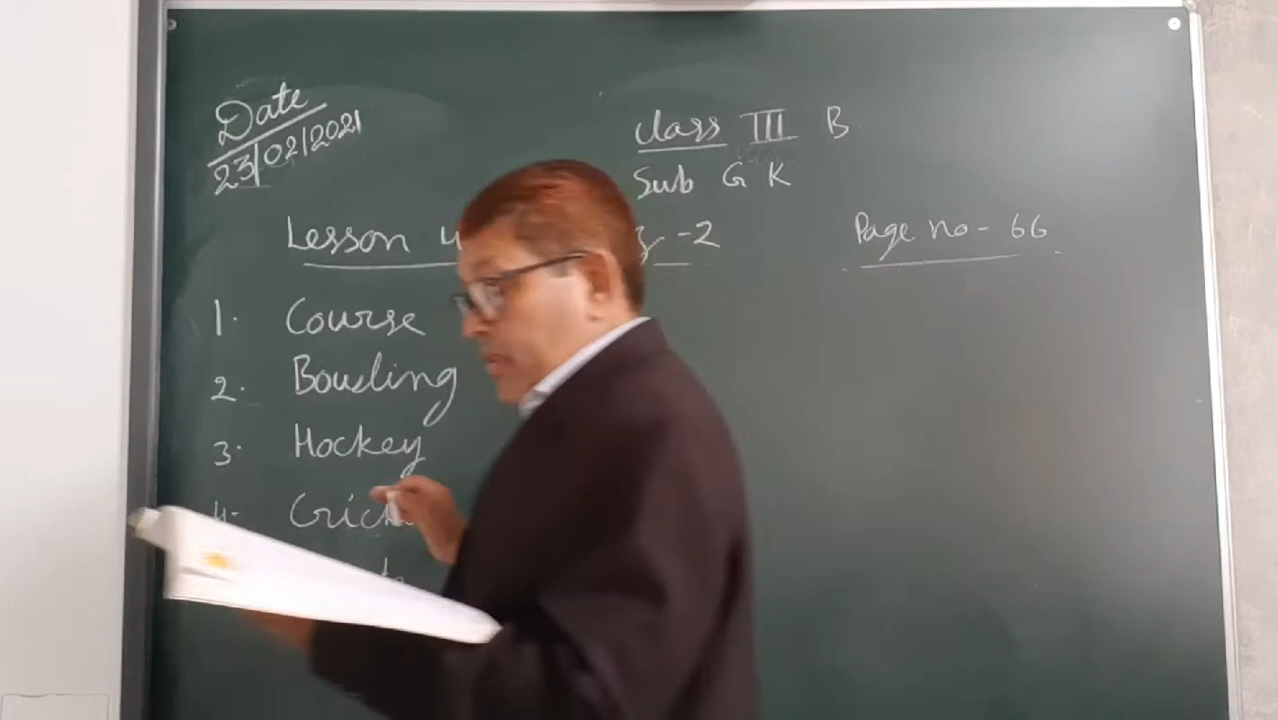 Date
23/02/2021
Class III B
Sub G K
Lesson -2
Page no - 66
1. Course
2. Bowling
3. Hockey
4.